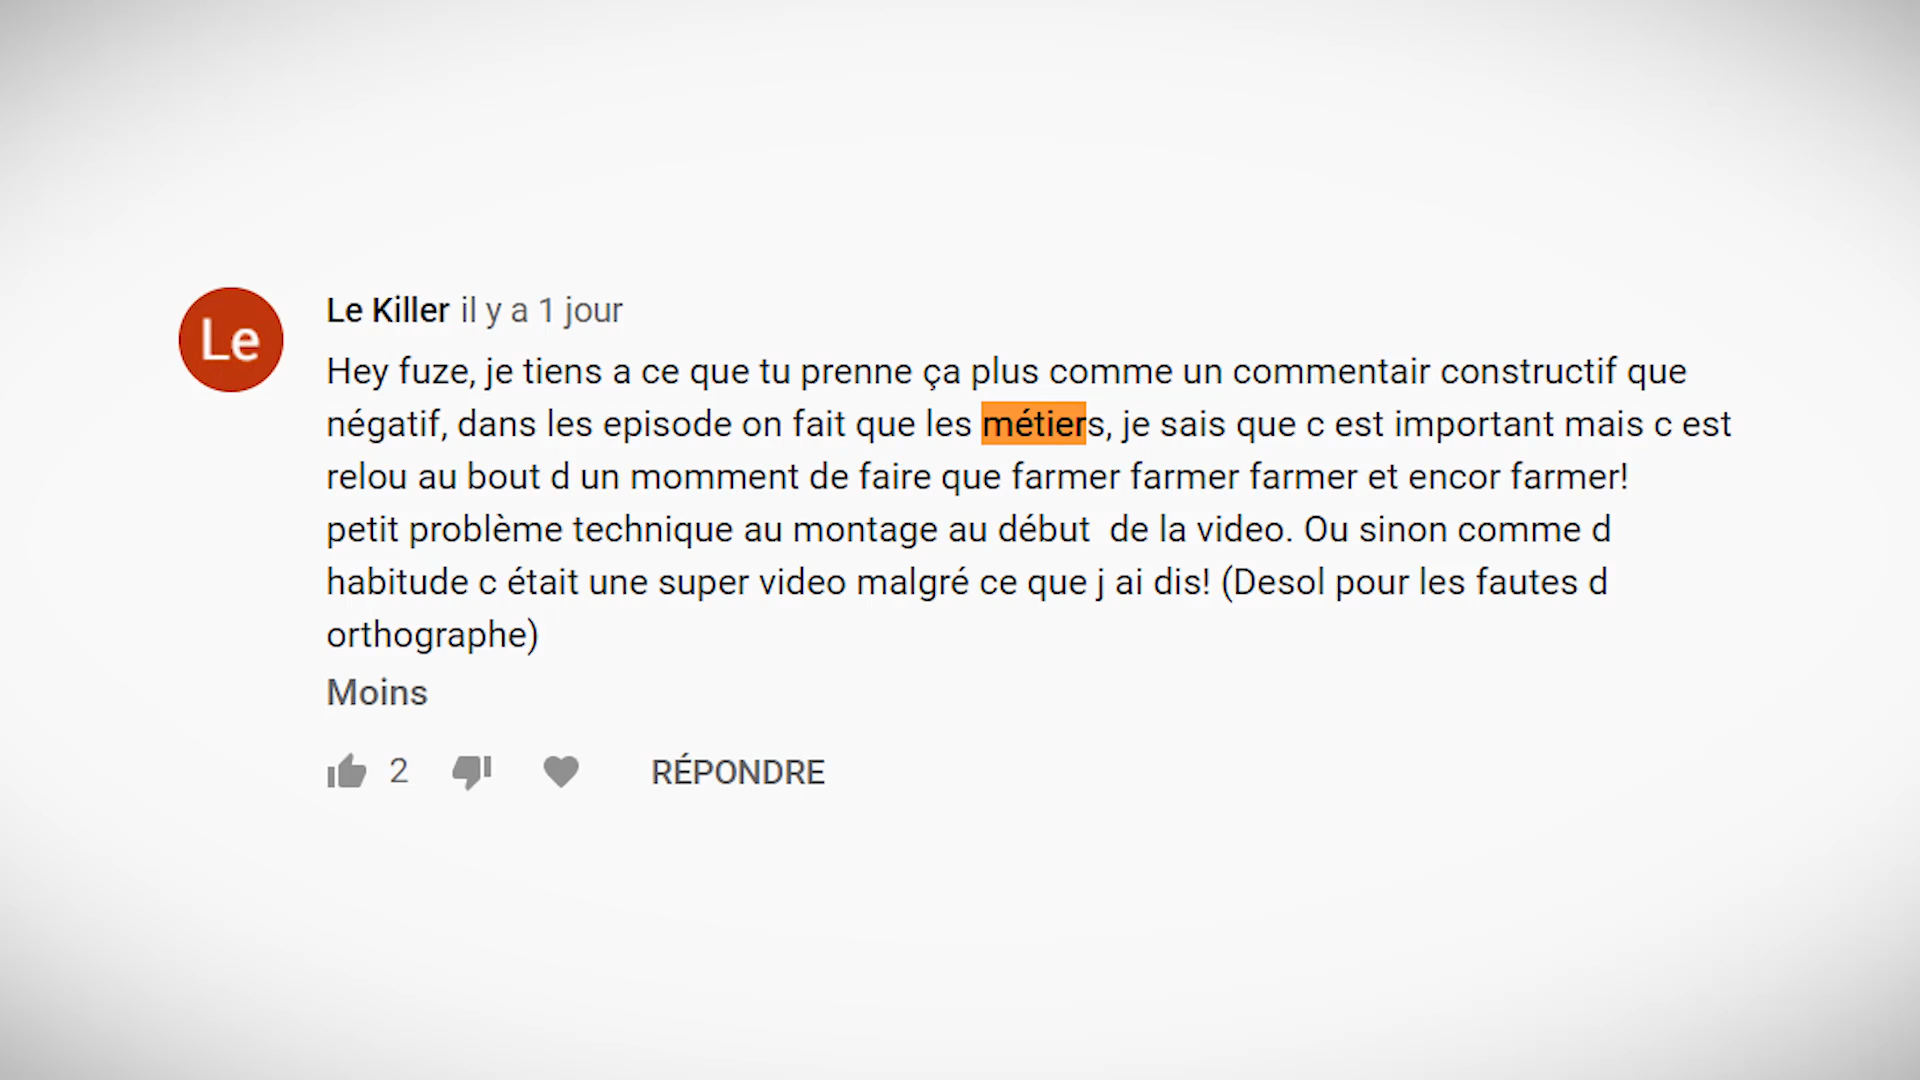 Le
Le Killer il y a 1 jour
Hey fuze, je tiens a ce que tu prenne ça plus comme un commentair constructif que
négatif, dans les episode on fait que les métiers, je sais que c est important mais c est
relou au bout d un momment de faire que farmer farmer farmer et encor farmer!
petit problème technique au montage au début  de la video. Ou sinon comme d
habitude c était une super video malgré ce que j ai dis! (Desol pour les fautes d
orthographe)
Moins
2 RÉPONDRE